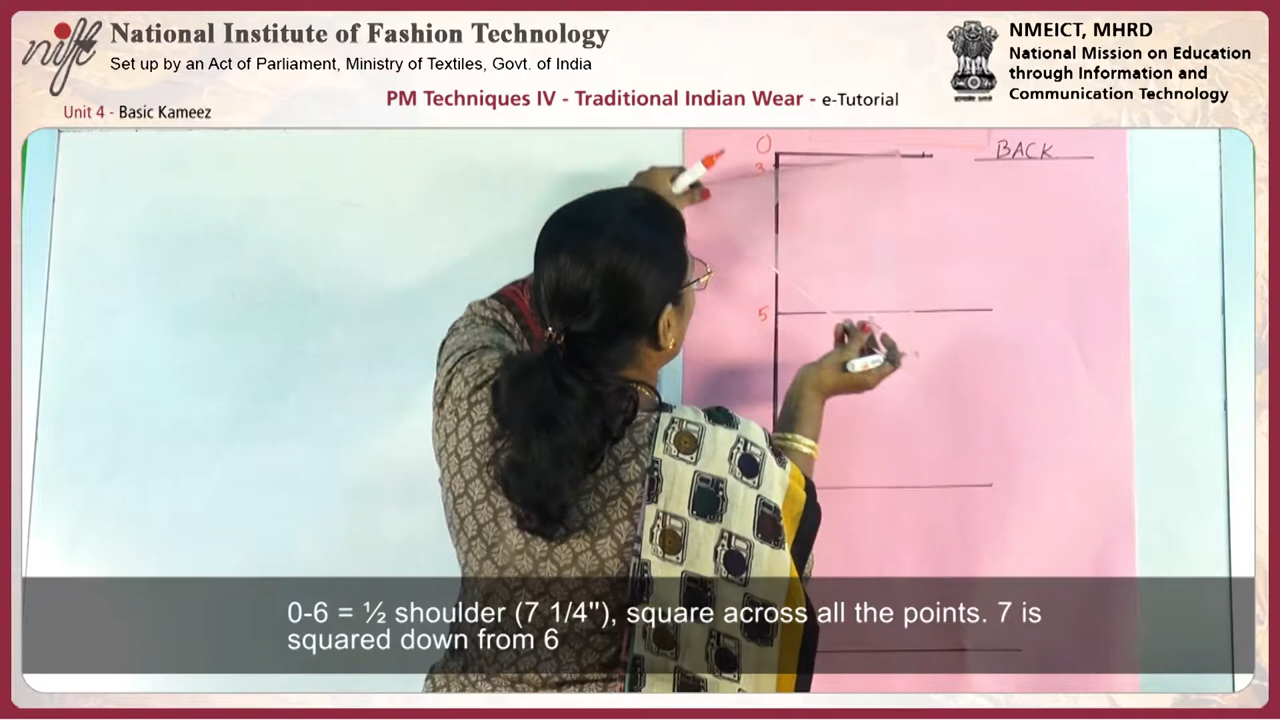 nift
National Institute of Fashion Technology
Set up by an Act of Parliament, Ministry of Textiles, Govt. of India
Unit 4 - Basic Kameez
PM Techniques IV - Traditional Indian Wear - e-Tutorial
NMEICT, MHRD
National Mission on Education
through Information and
Communication Technology
0
3
BACK
5
0-6 = ½ shoulder (7 1/4"), square across all the points. 7 is
squared down from 6